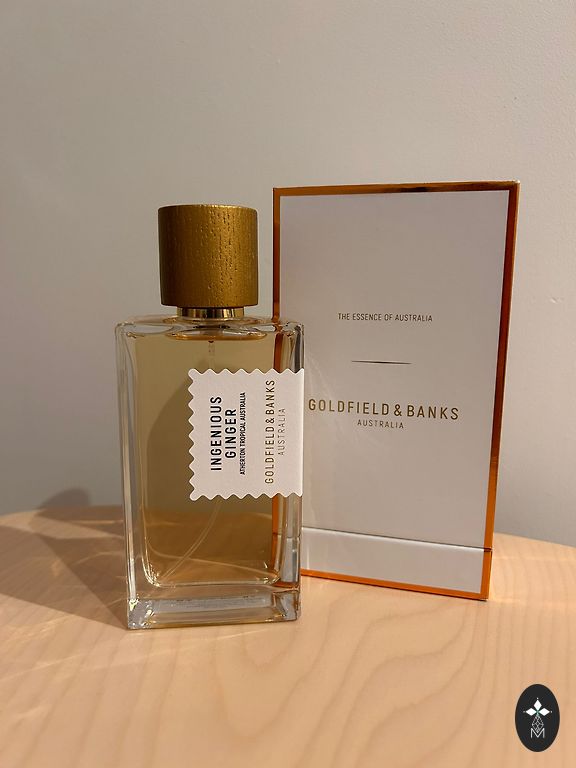 INGENIOUS
GINGER
ATHERTON TROPICAL AUSTRALIA
GOLDFIELD & BANKS
AUSTRALIA
THE ESSENCE OF AUSTRALIA
GOLDFIELD & BANKS
AUSTRALIA
M